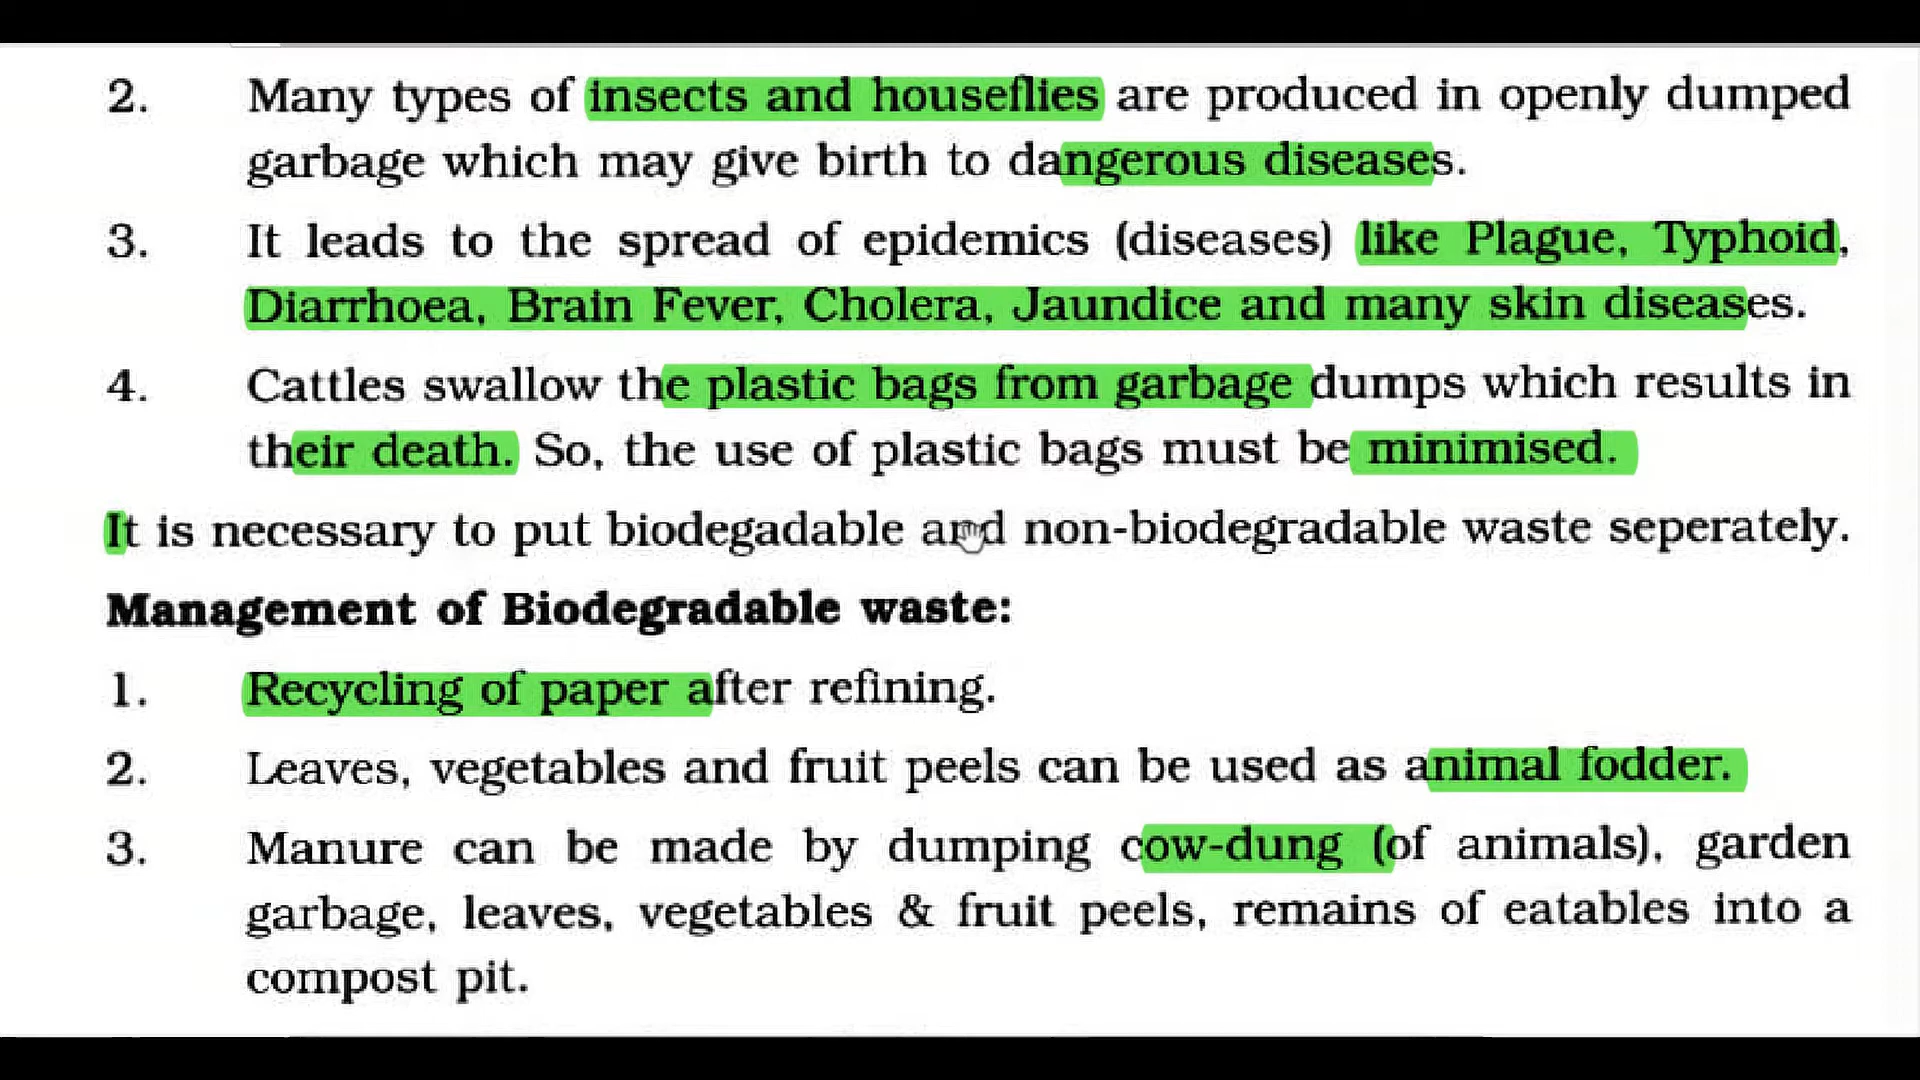 2. Many types of insects and houseflies are produced in openly dumped
garbage which may give birth to dangerous diseases.
3. It leads to the spread of epidemics (diseases) like Plague, Typhoid,
Diarrhoea, Brain Fever, Cholera, Jaundice and many skin diseases.
4. Cattles swallow the plastic bags from garbage dumps which results in
their death. So, the use of plastic bags must be minimised.
It is necessary to put biodegadable and non-biodegradable waste seperately.
Management of Biodegradable waste:
1. Recycling of paper after refining.
2. Leaves, vegetables and fruit peels can be used as animal fodder.
3. Manure can be made by dumping cow-dung (of animals), garden
garbage, leaves, vegetables & fruit peels, remains of eatables into a
compost pit.